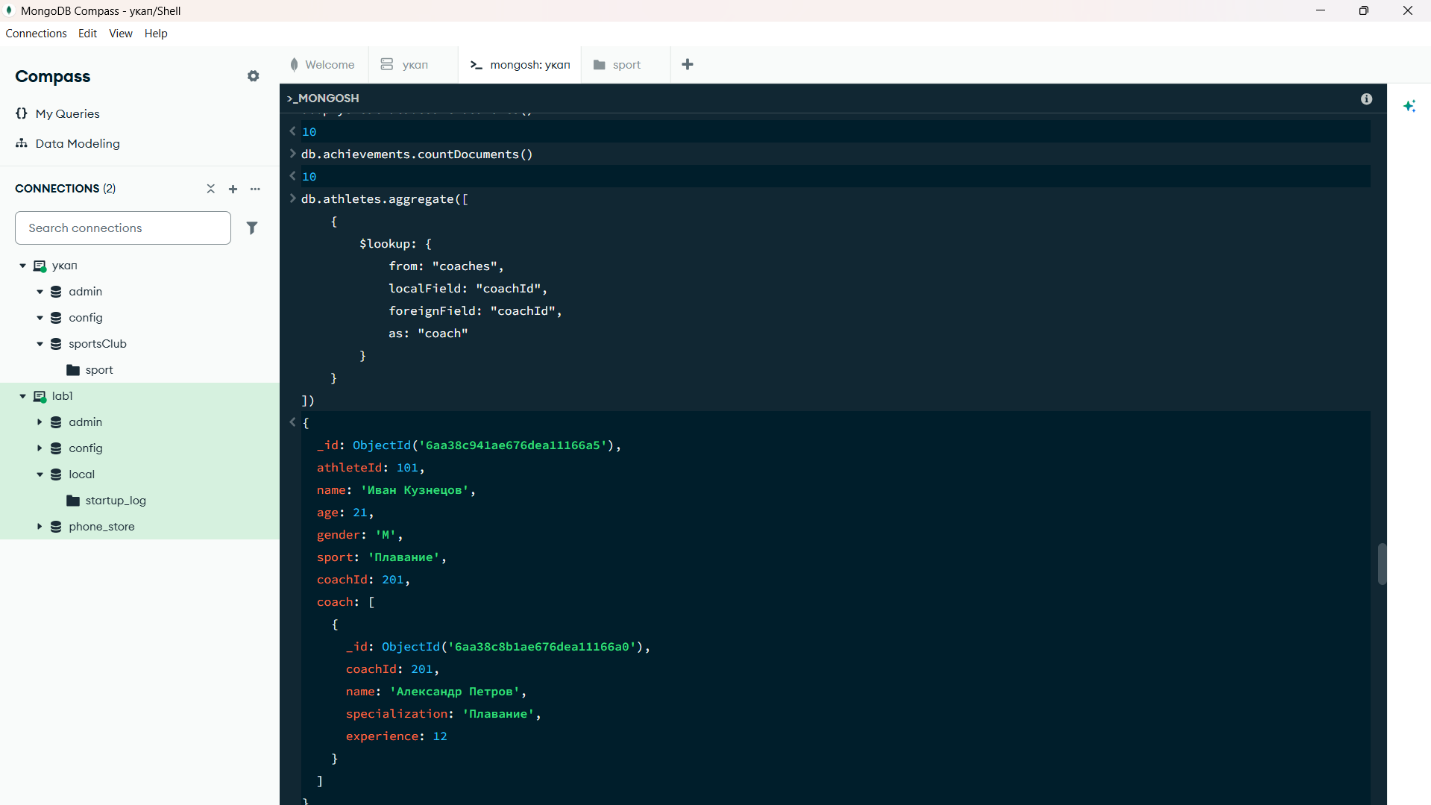 MongoDB Compass - укап/Shell
Connections Edit View Help
Compass
My Queries
Data Modeling
CONNECTIONS (2)
Search connections
укап
admin
config
sportsClub
sport
lab1
admin
config
local
startup_log
phone_store
Welcome
укап
mongosh: укап
sport
>_MONGOSH
10
db.achievements.countDocuments()
10
db.athletes.aggregate([
{
$lookup: {
from: "coaches",
localField: "coachId",
foreignField: "coachId",
as: "coach"
}
}
])
{
_id: ObjectId('6aa38c941ae676dea11166a5'),
athleteId: 101,
name: 'Иван Кузнецов',
age: 21,
gender: 'М',
sport: 'Плавание',
coachId: 201,
coach: [
{
_id: ObjectId('6aa38c8b1ae676dea11166a0'),
coachId: 201,
name: 'Александр Петров',
specialization: 'Плавание',
experience: 12
}
]
}